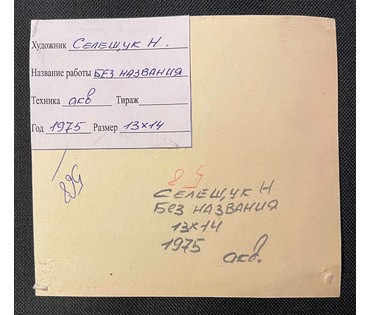 Художник Селещук Н.
Название работы БЕЗ НАЗВАНИЯ
Техника акв Тираж
Год 1975 Размер 13×14
89
89
СЕЛЕЩУК Н
БЕЗ НАЗВАНИЯ
13×14
1975 акв.